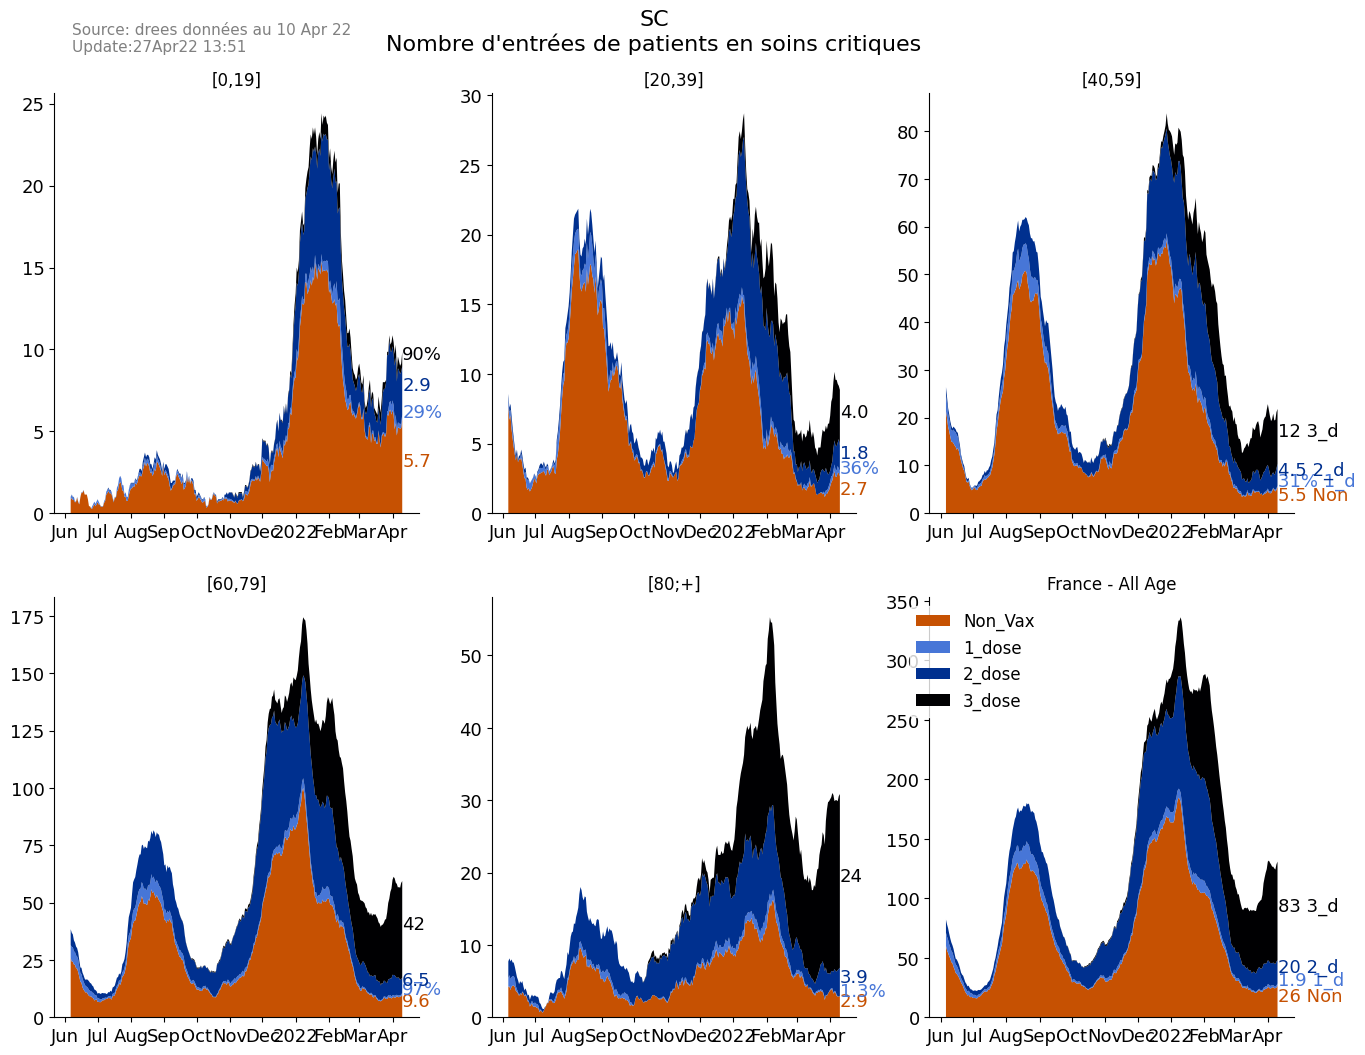 Source: drees données au 10 Apr 22
Update:27Apr22 13:51
SC
Nombre d'entrées de patients en soins critiques
[0,19]
25
20
15
10
5
0
90%
2.9
29%
5.7
Jun Jul Aug Sep Oct Nov Dec 2022 Feb Mar Apr
[20,39]
30
25
20
15
10
5
0
4.0
1.8
36%
2.7
Jun Jul Aug Sep Oct Nov Dec 2022 Feb Mar Apr
[40,59]
80
70
60
50
40
30
20
10
0
12 3_d
4.5 2_d
31% 1_d
5.5 Non
Jun Jul Aug Sep Oct Nov Dec 2022 Feb Mar Apr
[60,79]
175
150
125
100
75
50
25
0
42
6.5
97%
9.6
Jun Jul Aug Sep Oct Nov Dec 2022 Feb Mar Apr
[80;+]
50
40
30
20
10
0
24
3.9
1.3%
2.9
Jun Jul Aug Sep Oct Nov Dec 2022 Feb Mar Apr
France - All Age
350
300
250
200
150
100
50
0
Non_Vax
1_dose
2_dose
3_dose
83 3_d
20 2_d
1.9 1_d
26 Non
Jun Jul Aug Sep Oct Nov Dec 2022 Feb Mar Apr